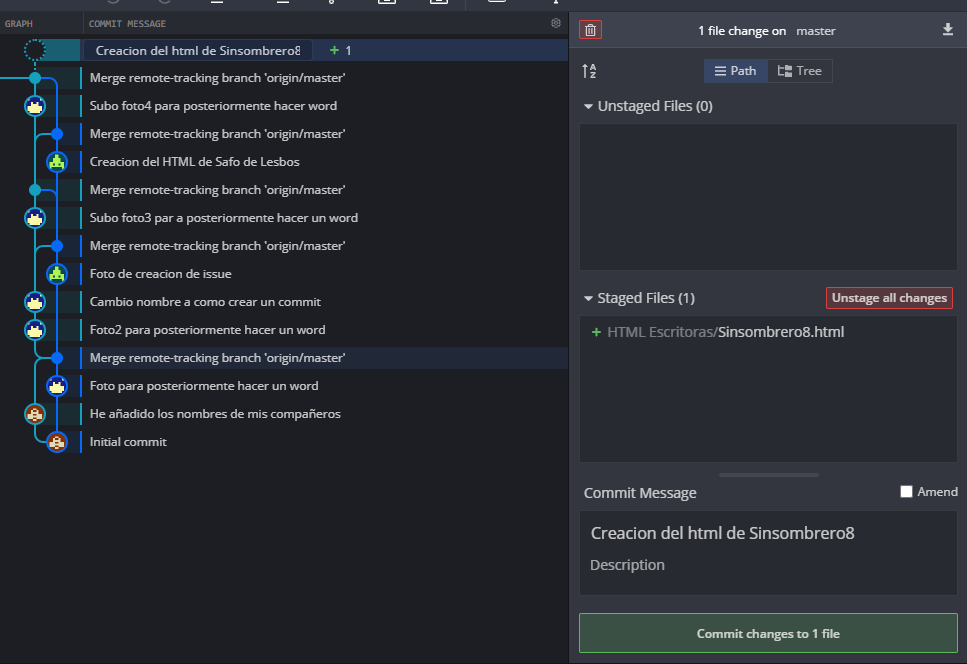 GRAPH
COMMIT MESSAGE
Creacion del html de Sinsombrero8
+ 1
Merge remote-tracking branch 'origin/master'
Subo foto4 para posteriormente hacer word
Merge remote-tracking branch 'origin/master'
Creacion del HTML de Safo de Lesbos
Merge remote-tracking branch 'origin/master'
Subo foto3 par a posteriormente hacer un word
Merge remote-tracking branch 'origin/master'
Foto de creacion de issue
Cambio nombre a como crear un commit
Foto2 para posteriormente hacer un word
Merge remote-tracking branch 'origin/master'
Foto para posteriormente hacer un word
He añadido los nombres de mis compañeros
Initial commit
1 file change on master
A Z
Path
Tree
Unstaged Files (0)
Staged Files (1)
Unstage all changes
+ HTML Escritoras/Sinsombrero8.html
Commit Message
Amend
Creacion del html de Sinsombrero8
Description
Commit changes to 1 file